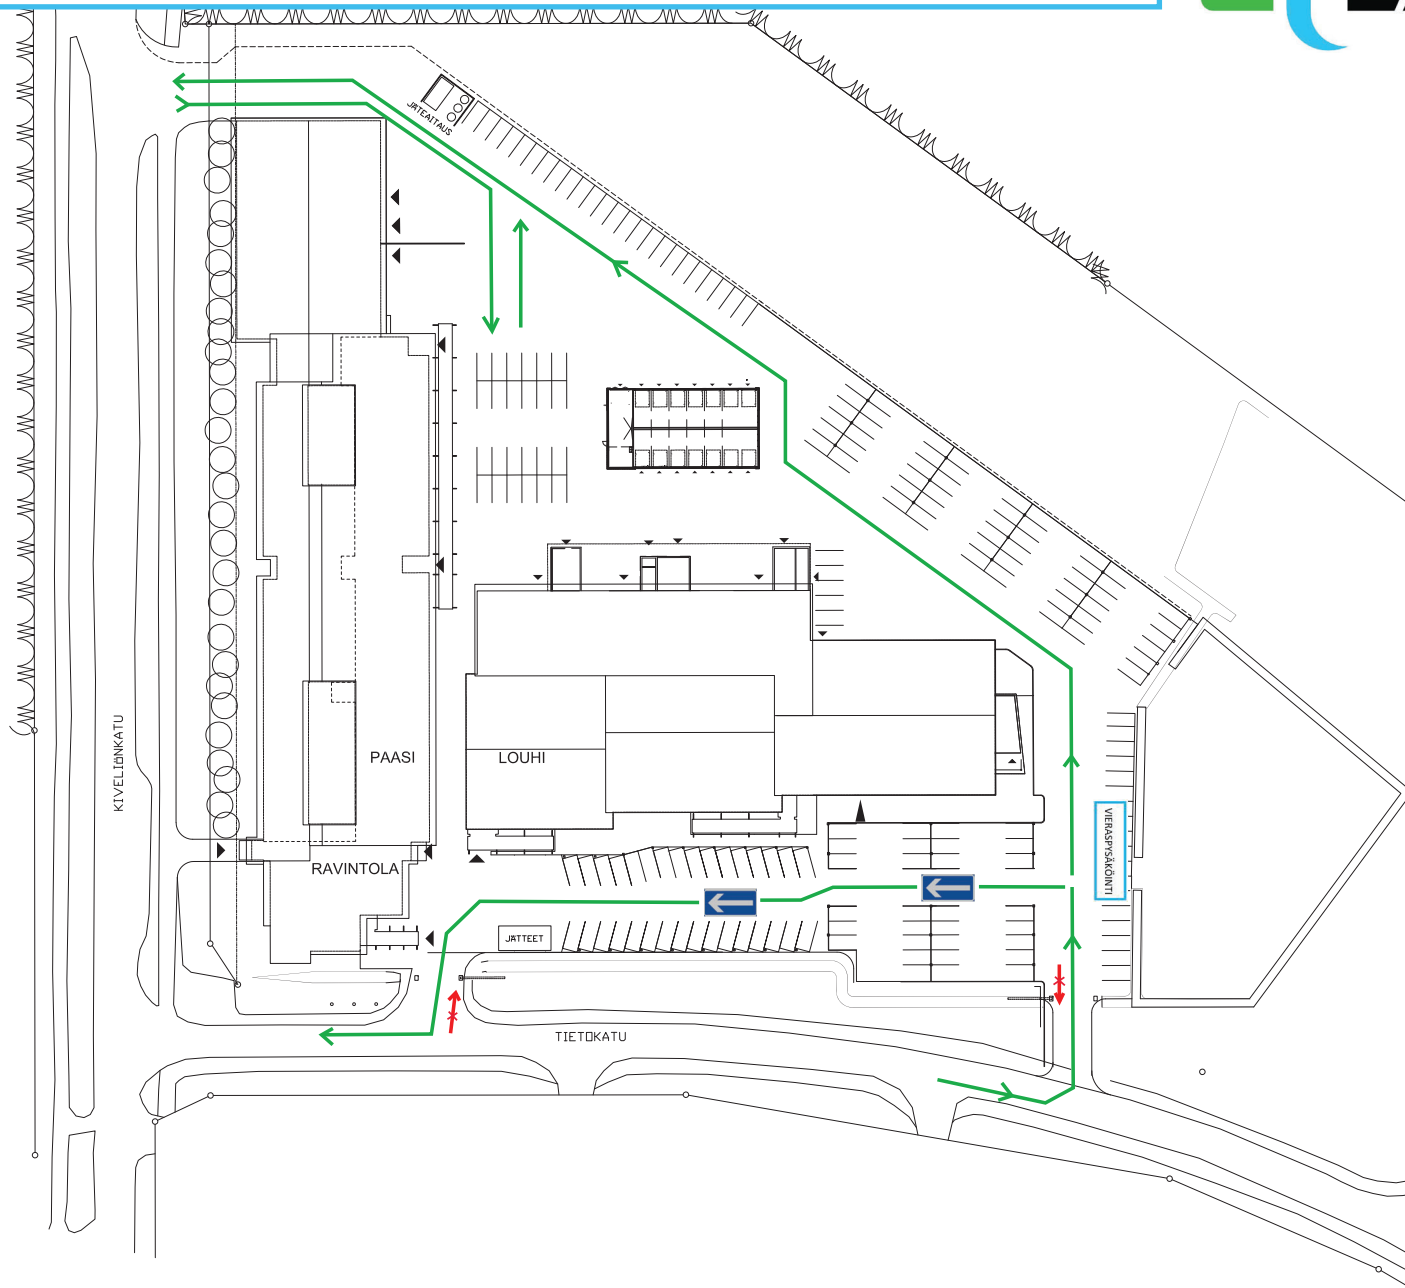 JÄTEAITAUS
KIVELIÖNKATU
PAASI
LOUHI
VIERASPYSÄKÖINTI
RAVINTOLA
JÄTTEET
TIETOKATU